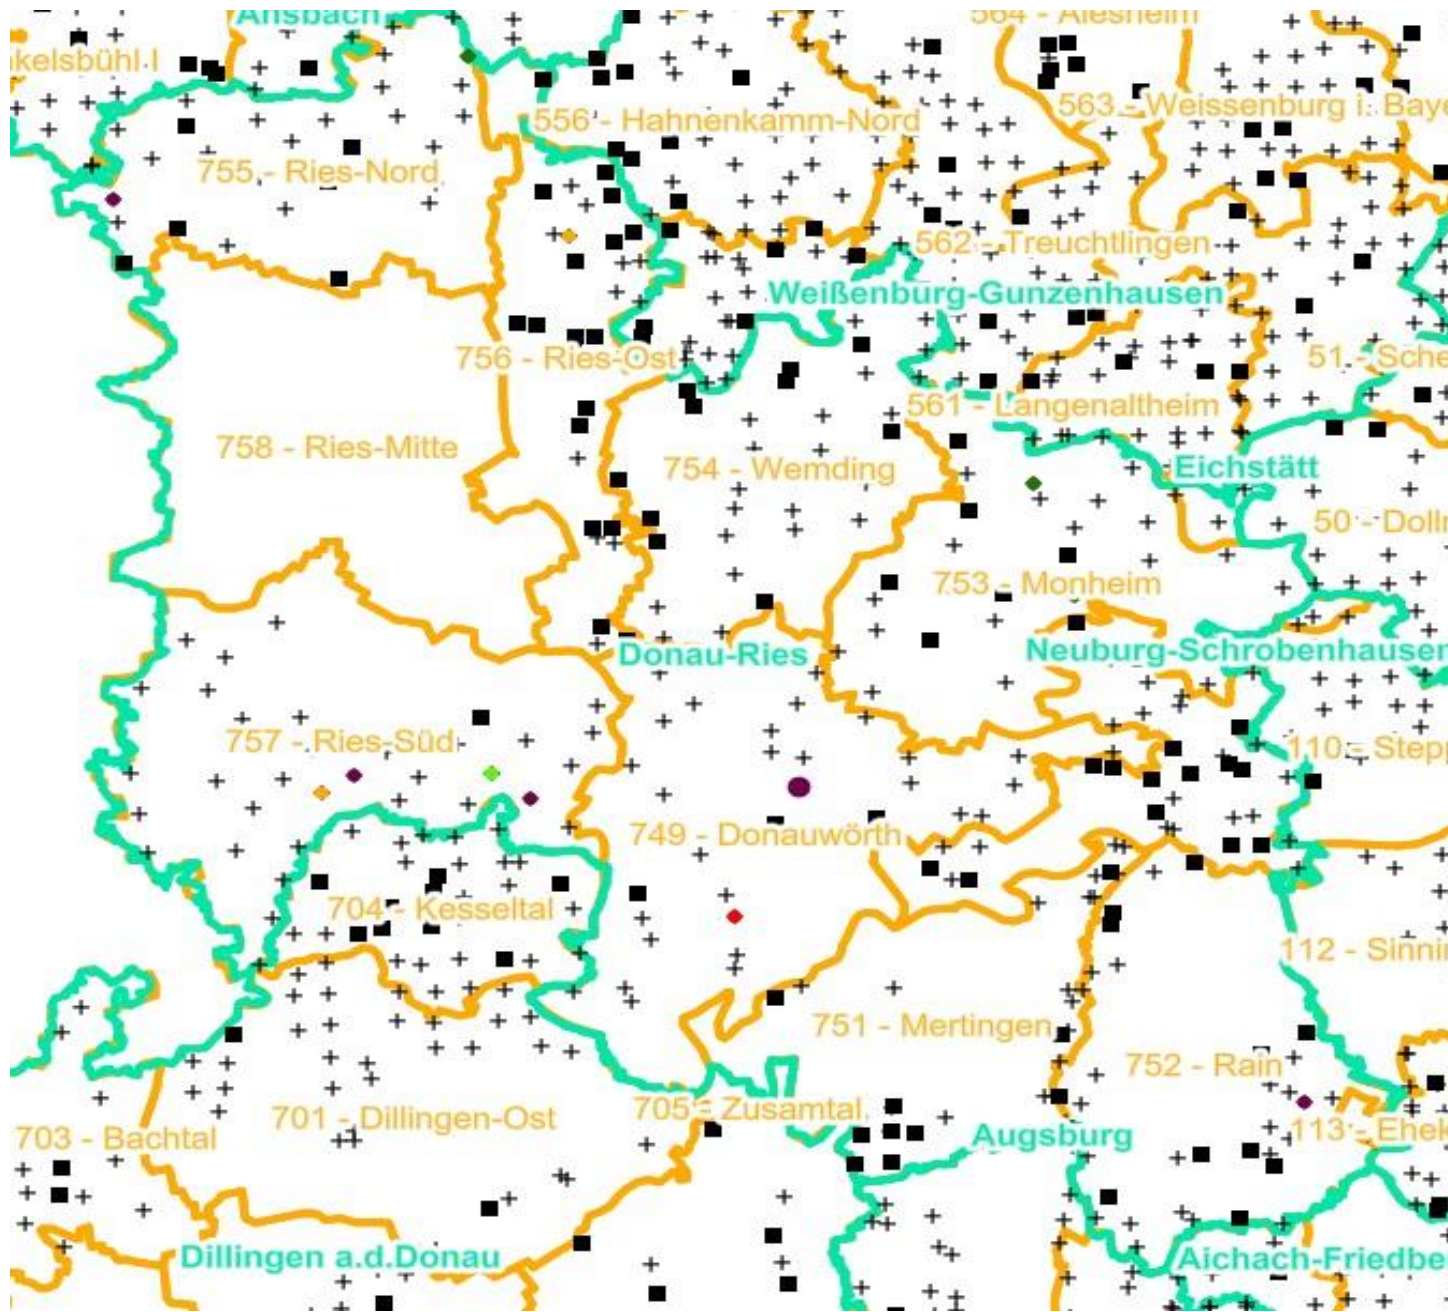 Ansbach
564 - Alesheim
kelsbühl I
563 - Weissenburg i. Baye
556 - Hahnenkamm-Nord
755 - Ries-Nord
562 - Treuchtlingen
Weißenburg-Gunzenhausen
756 - Ries-Ost
51 - Sche
561 - Langenaltheim
758 - Ries-Mitte
754 - Wemding
Eichstätt
50 - Dolln
753 - Monheim
Donau-Ries
Neuburg-Schrobenhausen
757 - Ries-Süd
110 - Stepp
749 - Donauwörth
704 - Kesseltal
112 - Sinnin
751 - Mertingen
752 - Rain
705 - Zusamtal
701 - Dillingen-Ost
703 - Bachtal
Augsburg
113 - Ehek
Dillingen a.d.Donau
Aichach-Friedbe